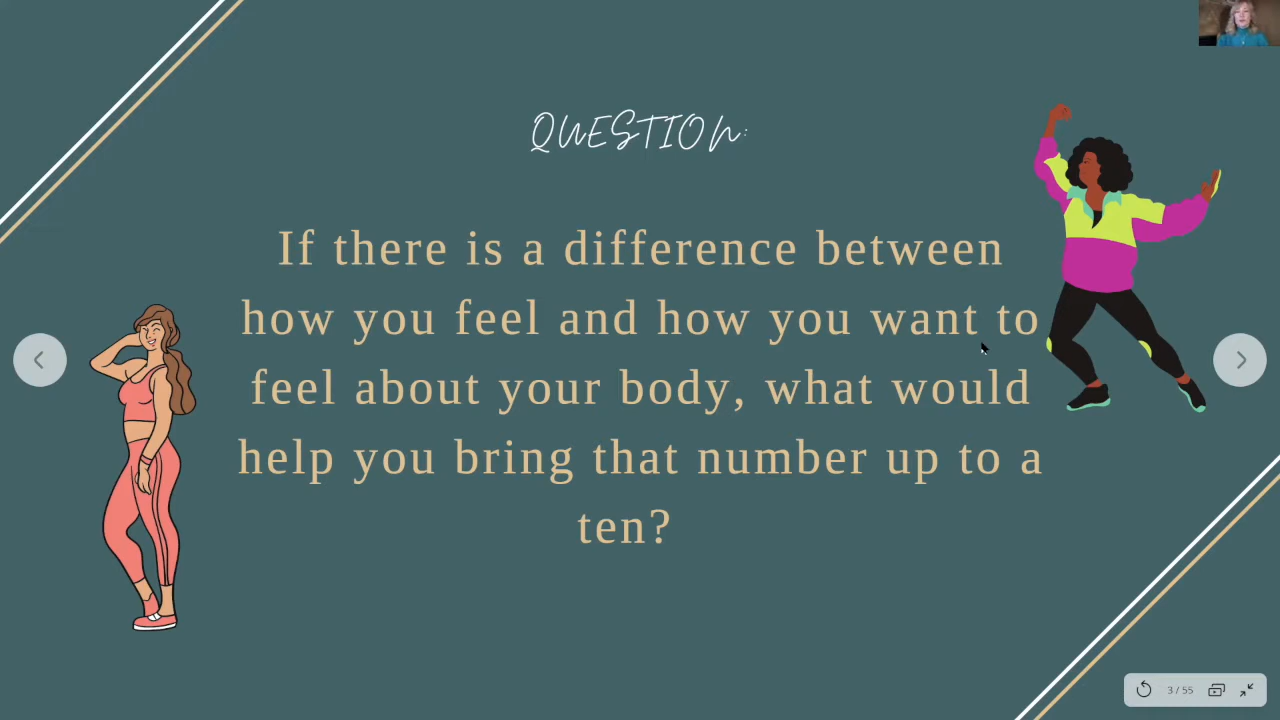 QUESTION:
If there is a difference between
how you feel and how you want to
feel about your body, what would
help you bring that number up to a
ten?
3 / 55